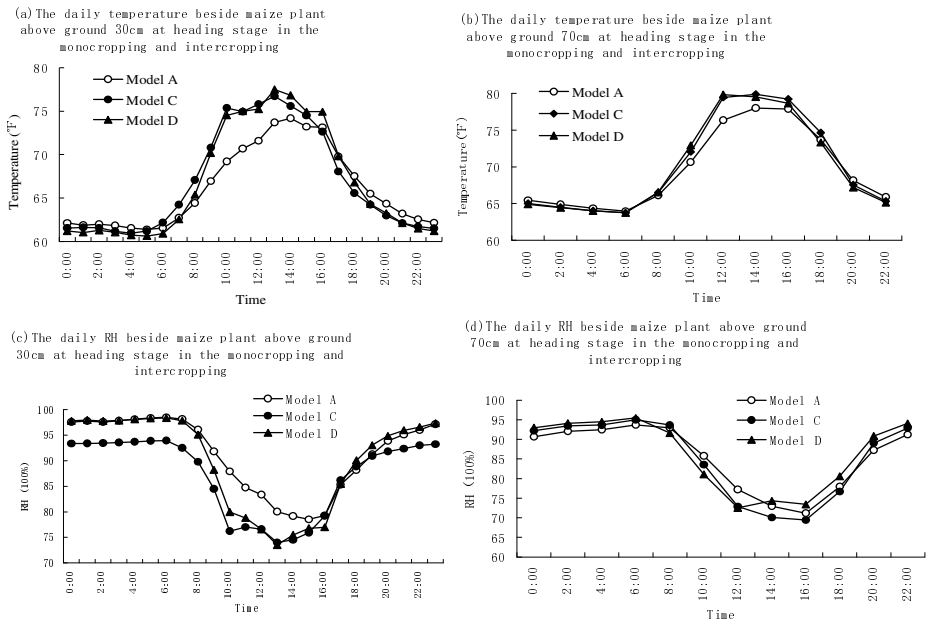 (a)The daily temperature beside maize plant
above ground 30cm at heading stage in the
monocropping and intercropping
80
75
70
65
60
Temperature(℉)
Model A
Model C
Model D
0:00
2:00
4:00
6:00
8:00
10:00
12:00
14:00
16:00
18:00
20:00
22:00
Time
(b)The daily temperature beside maize plant
above ground 70cm at heading stage in the
monocropping and intercropping
80
75
70
65
60
Temperature(℉)
Model A
Model C
Model D
0:00
2:00
4:00
6:00
8:00
10:00
12:00
14:00
16:00
18:00
20:00
22:00
Time
(c)The daily RH beside maize plant above ground
30cm at heading stage in the monocropping and
intercropping
100
95
90
85
80
75
70
RH (100%)
Model A
Model C
Model D
0:00
2:00
4:00
6:00
8:00
10:00
12:00
14:00
16:00
18:00
20:00
22:00
Time
(d)The daily RH beside maize plant above ground
70cm at heading stage in the monocropping and
intercropping
100
95
90
85
80
75
70
65
60
RH (100%)
Model A
Model C
Model D
0:00
2:00
4:00
6:00
8:00
10:00
12:00
14:00
16:00
18:00
20:00
22:00
Time